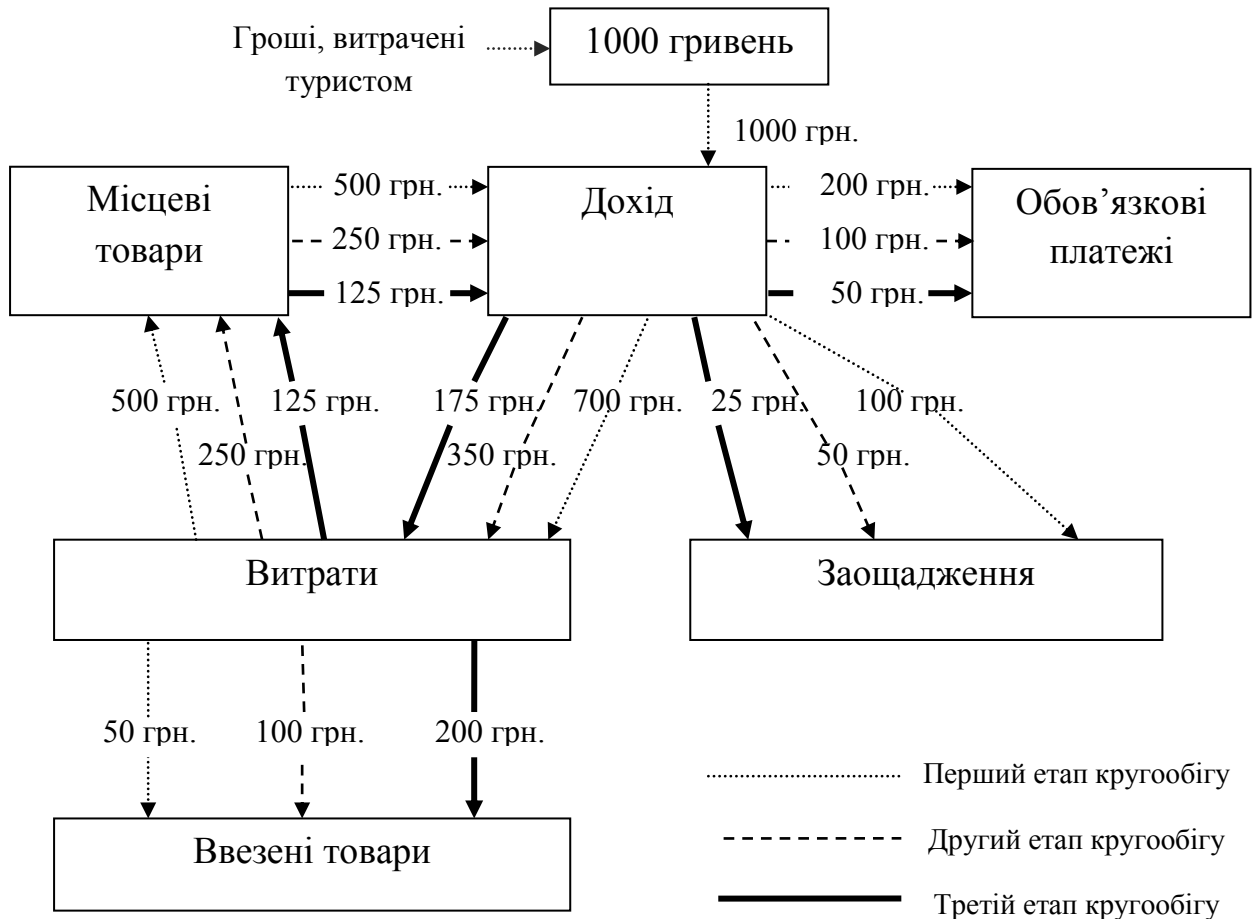 Гроші, витрачені
туристом
1000 гривень
1000 грн.
Місцеві
товари
500 грн.
250 грн.
125 грн.
Дохід
200 грн.
100 грн.
50 грн.
Обов’язкові
платежі
500 грн.
125 грн.
175 грн.
700 грн.
25 грн.
100 грн.
250 грн.
350 грн.
50 грн.
Витрати
Заощадження
50 грн.
100 грн.
200 грн.
Ввезені товари
Перший етап кругообігу
Другий етап кругообігу
Третій етап кругообігу